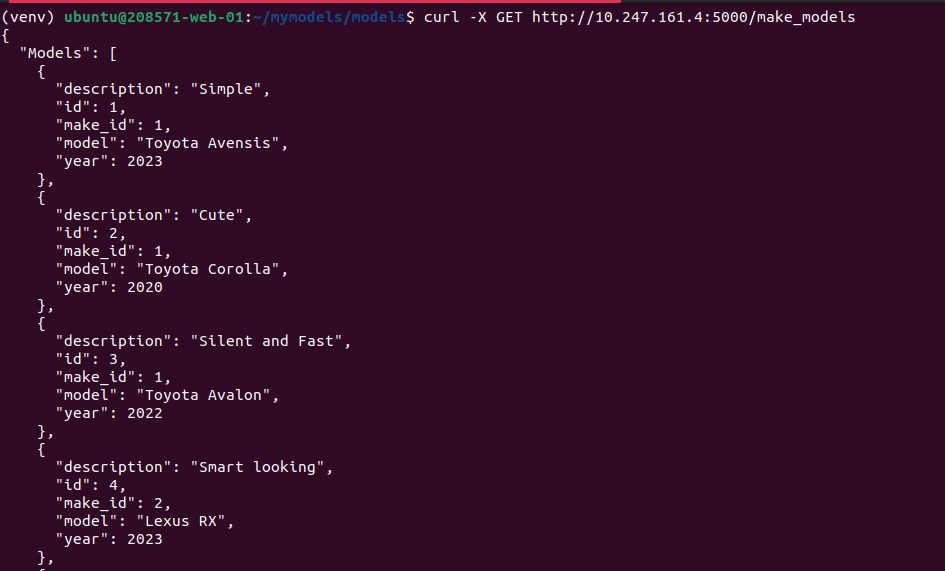 (venv) ubuntu@208571-web-01:~/mymodels/models$ curl -X GET http://10.247.161.4:5000/make_models
{
  "Models": [
    {
      "description": "Simple",
      "id": 1,
      "make_id": 1,
      "model": "Toyota Avensis",
      "year": 2023
    },
    {
      "description": "Cute",
      "id": 2,
      "make_id": 1,
      "model": "Toyota Corolla",
      "year": 2020
    },
    {
      "description": "Silent and Fast",
      "id": 3,
      "make_id": 1,
      "model": "Toyota Avalon",
      "year": 2022
    },
    {
      "description": "Smart looking",
      "id": 4,
      "make_id": 2,
      "model": "Lexus RX",
      "year": 2023
    },
    {